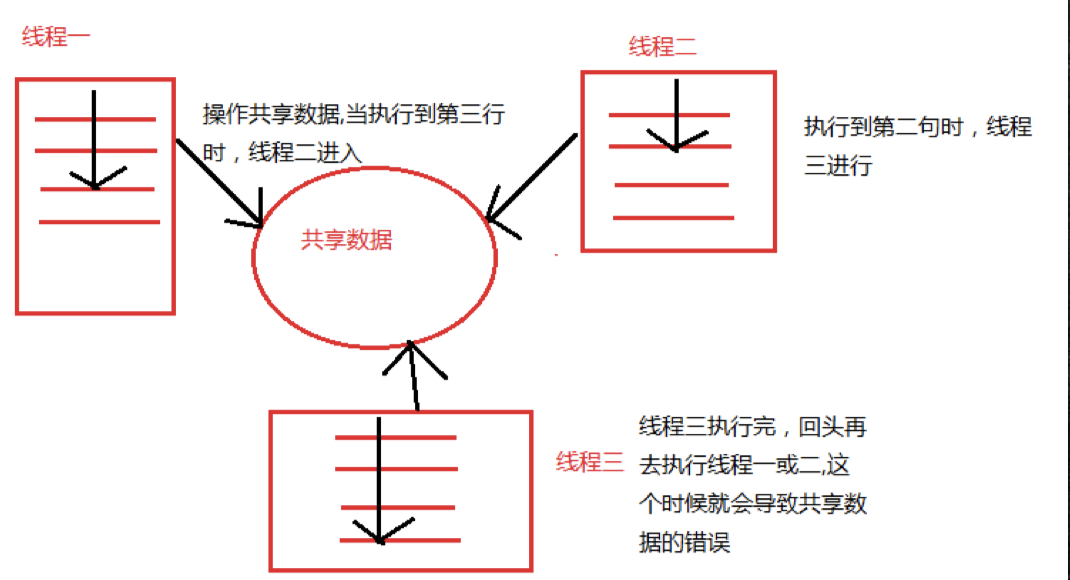 线程一
操作共享数据,当执行到第三行
时，线程二进入
线程二
执行到第二句时，线程
三进行
共享数据
线程三
线程三执行完，回头再
去执行线程一或二,这
个时候就会导致共享数
据的错误